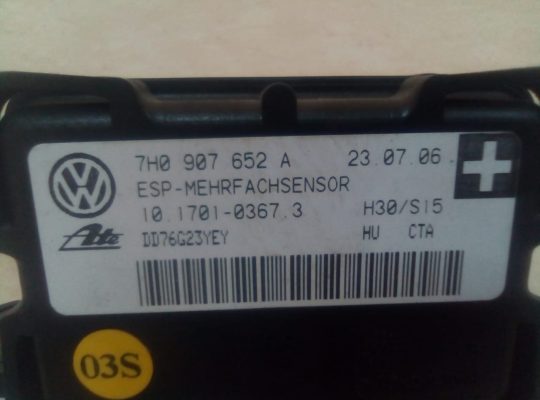 7H0 907 652 A 23.07.06
ESP-MEHRFACHSENSOR
10.1701-0367.3 H30/S15
Ate DD76G23YEY HU CTA
03S